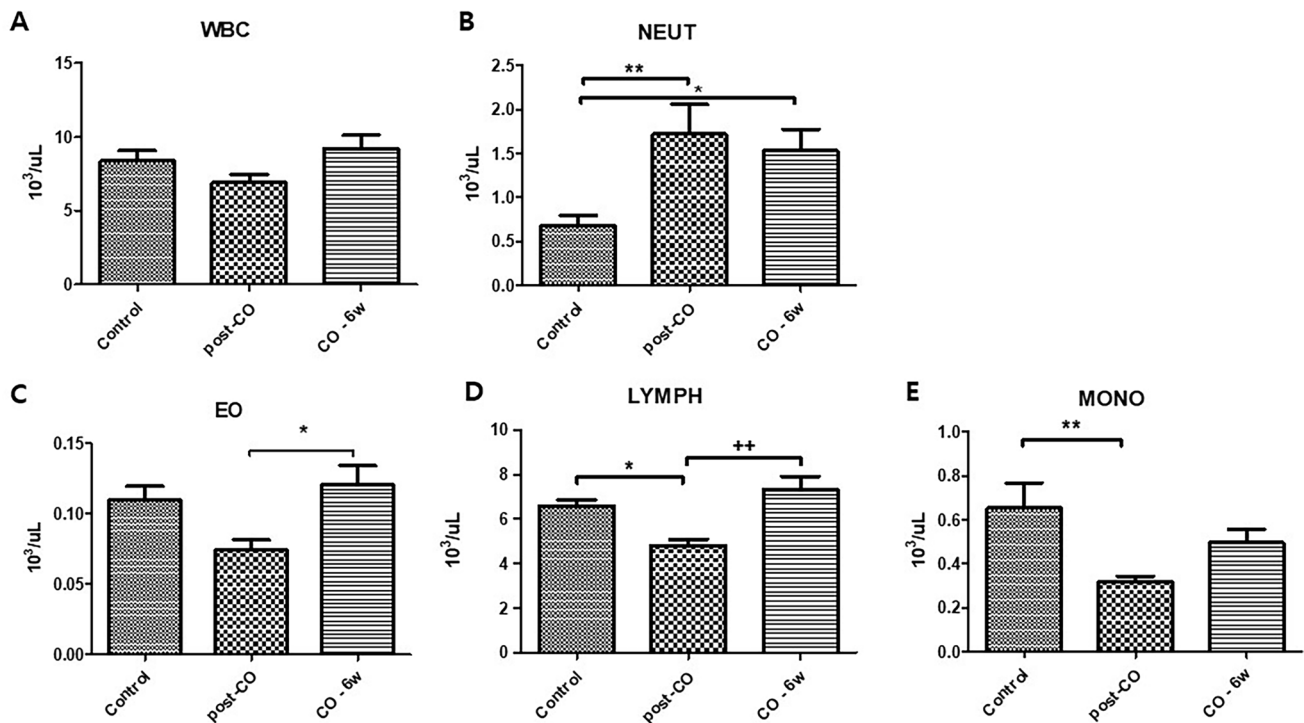 A
WBC
15
10
5
0
10³/uL
Control
post-CO
CO - 6w
B
NEUT
2.5
2.0
1.5
1.0
0.5
0.0
10³/uL
**
*
Control
post-CO
CO - 6w
C
EO
0.15
0.10
0.05
0.00
10³/uL
*
Control
post-CO
CO - 6w
D
LYMPH
10
8
6
4
2
0
10³/uL
*
++
Control
post-CO
CO - 6w
E
MONO
1.0
0.8
0.6
0.4
0.2
0.0
10³/uL
**
Control
post-CO
CO - 6w